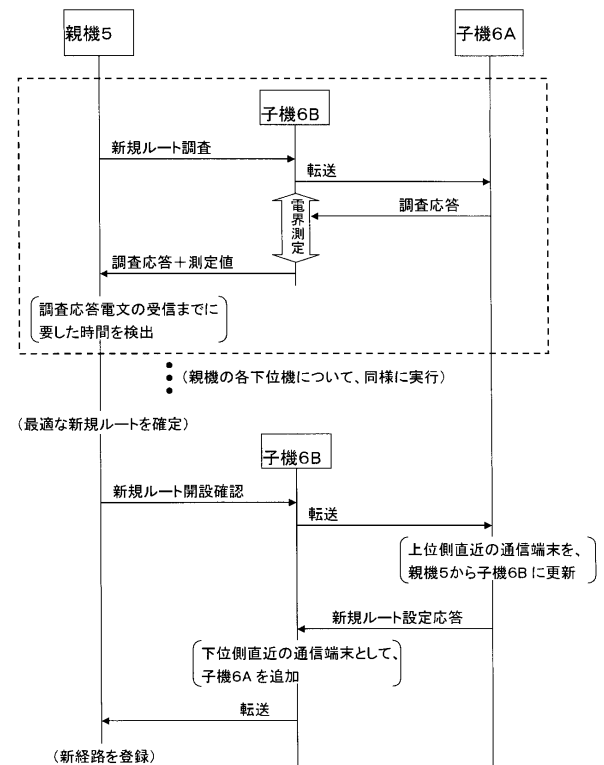 親機5
子機6A
子機6B
新規ルート調査
転送
調査応答
電界測定
調査応答＋測定値
調査応答電文の受信までに
要した時間を検出
（親機の各下位機について、同様に実行）
（最適な新規ルートを確定）
子機6B
新規ルート開設確認
転送
上位側直近の通信端末を、
親機5から子機6Bに更新
新規ルート設定応答
下位側直近の通信端末として、
子機6Aを追加
転送
（新経路を登録）